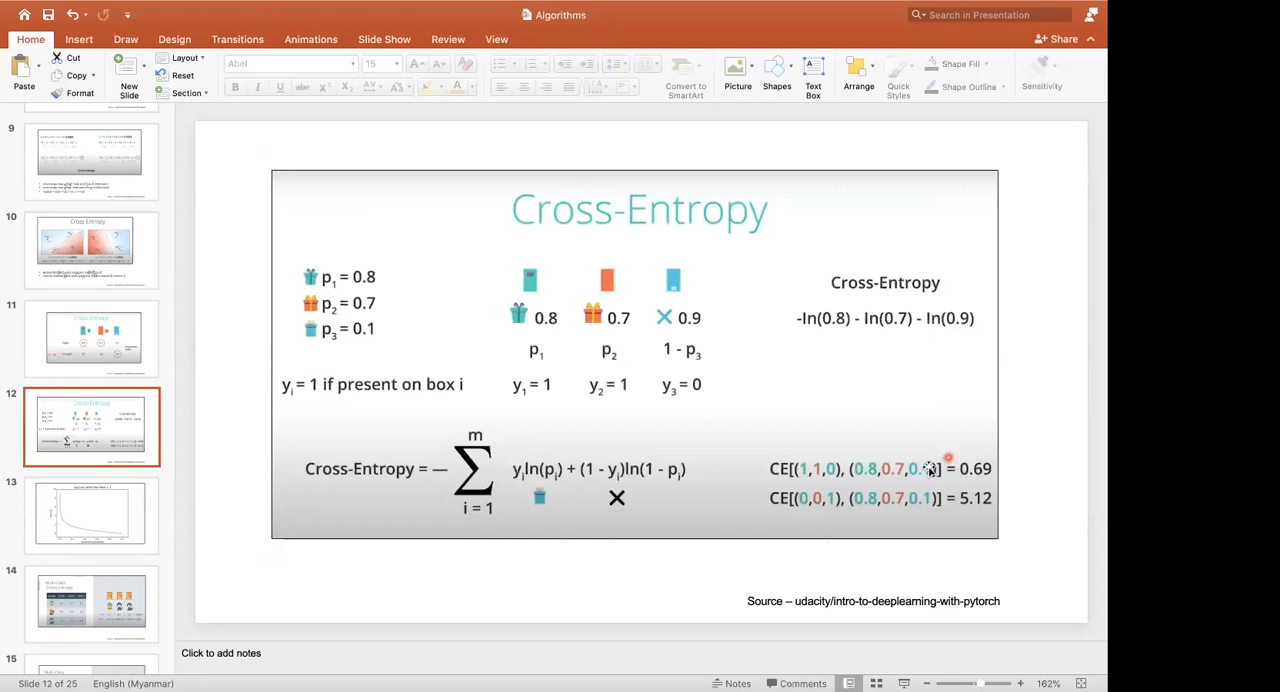 Algorithms
Search in Presentation
Home Insert Draw Design Transitions Animations Slide Show Review View Share
Paste Cut Copy Format
New Slide Layout Reset Section
Abel 15
Convert to SmartArt
Picture Shapes Text Box Arrange Quick Styles Shape Fill Shape Outline Sensitivity
9
10
Cross Entropy
11
12
13
14
15
Cross-Entropy
p1 = 0.8
p2 = 0.7
p3 = 0.1
0.8 0.7 0.9
p1 p2 1 - p3
yi = 1 if present on box i
y1 = 1 y2 = 1 y3 = 0
Cross-Entropy
-ln(0.8) - ln(0.7) - ln(0.9)
m
Cross-Entropy = — ∑ yiln(pi) + (1 - yi)ln(1 - pi)
i = 1
CE[(1,1,0), (0.8,0.7,0.1)] = 0.69
CE[(0,0,1), (0.8,0.7,0.1)] = 5.12
Source – udacity/intro-to-deeplearning-with-pytorch
Click to add notes
Slide 12 of 25 English (Myanmar) Notes Comments 162%